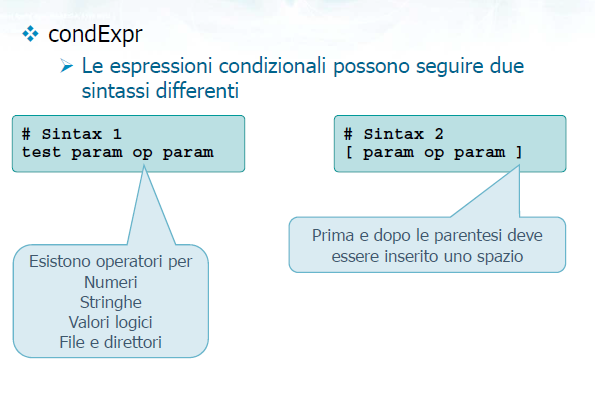 condExpr
Le espressioni condizionali possono seguire due
sintassi differenti
# Sintax 1
test param op param
# Sintax 2
[ param op param ]
Esistono operatori per
Numeri
Stringhe
Valori logici
File e direttori
Prima e dopo le parentesi deve
essere inserito uno spazio